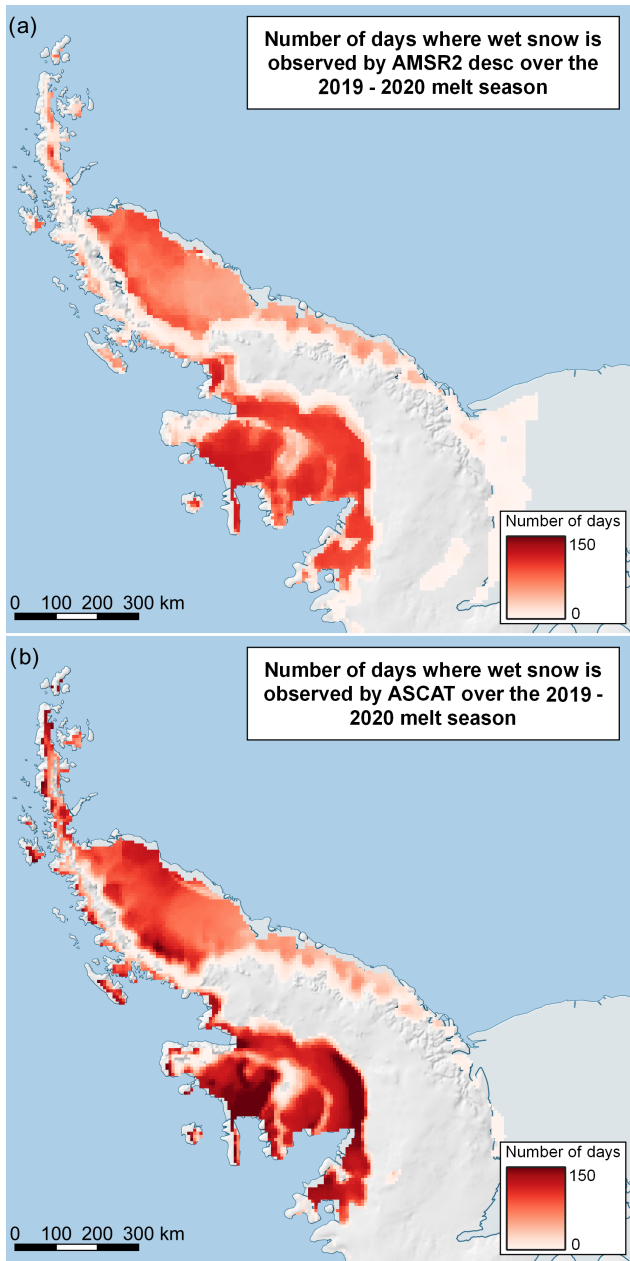 (a)
Number of days where wet snow is
observed by AMSR2 desc over the
2019 - 2020 melt season
Number of days
150
0
0 100 200 300 km
(b)
Number of days where wet snow is
observed by ASCAT over the 2019 -
2020 melt season
Number of days
150
0
0 100 200 300 km